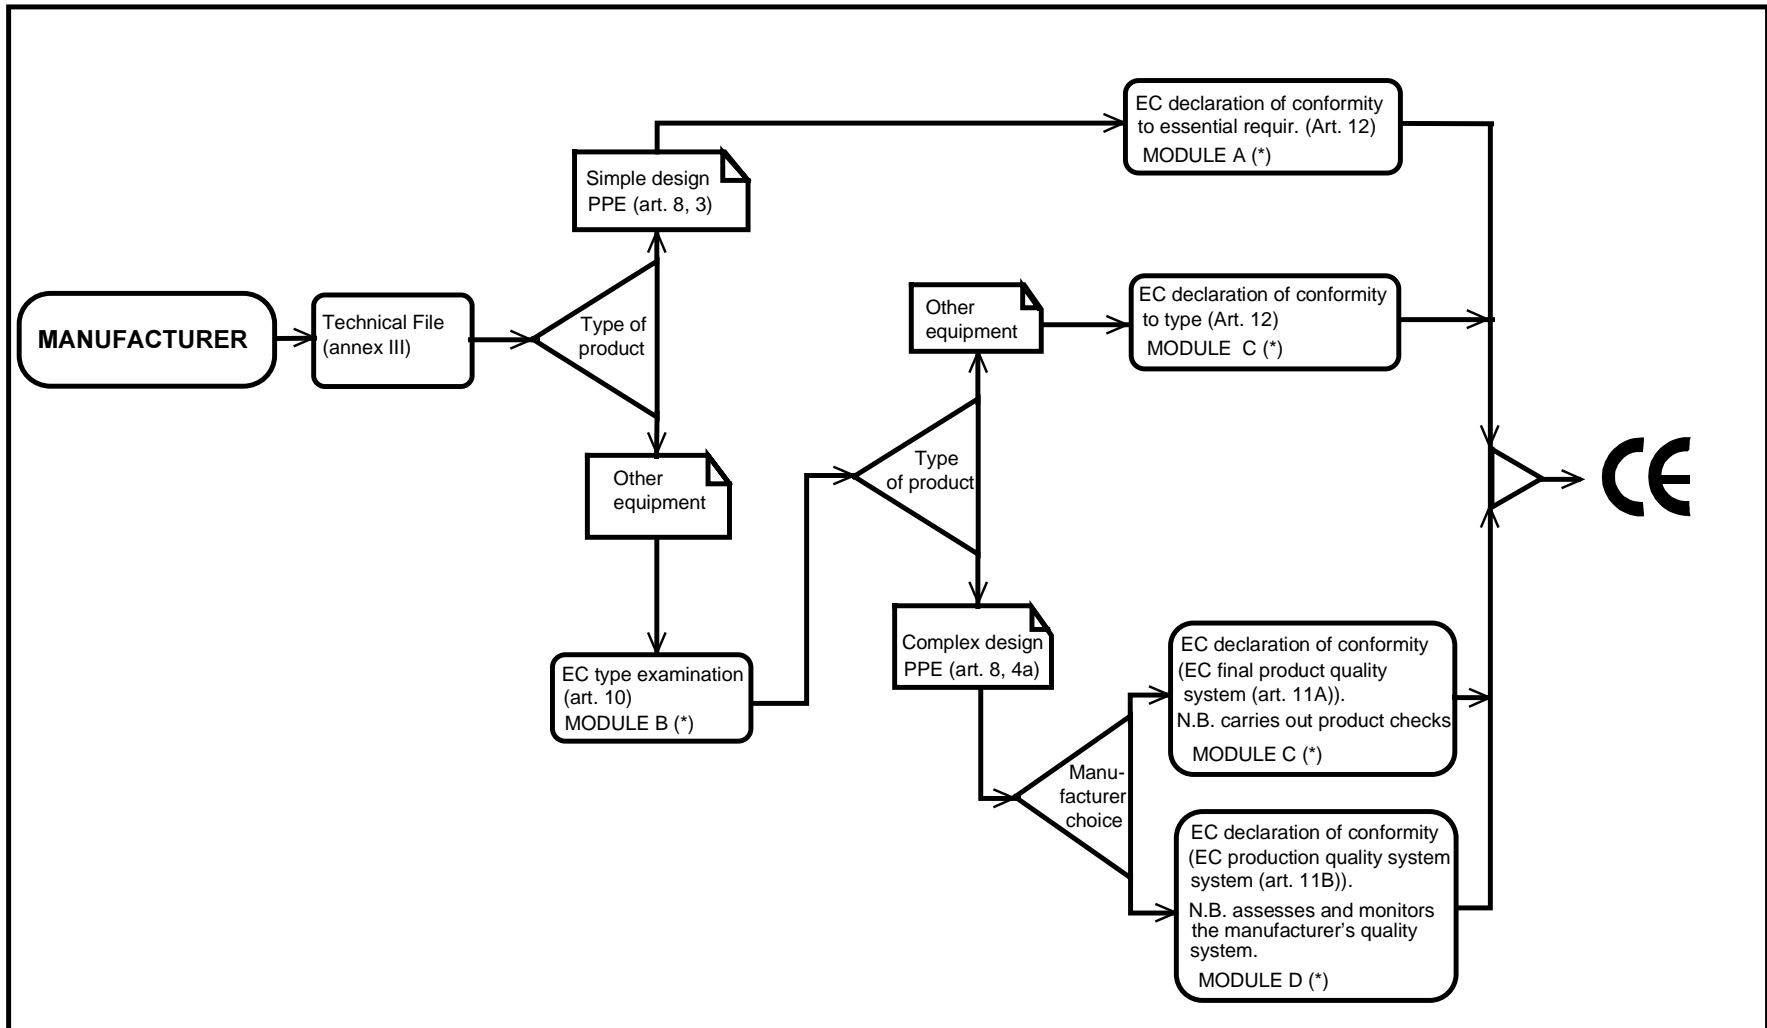 MANUFACTURER
Technical File
(annex III)
Type of
product
Simple design
PPE (art. 8, 3)
EC declaration of conformity
to essential requir. (Art. 12)
MODULE A (*)
Other
equipment
EC type examination
(art. 10)
MODULE B (*)
Type
of product
Other
equipment
EC declaration of conformity
to type (Art. 12)
MODULE C (*)
Complex design
PPE (art. 8, 4a)
Manu-
facturer
choice
EC declaration of conformity
(EC final product quality
system (art. 11A)).
N.B. carries out product checks
MODULE C (*)
EC declaration of conformity
(EC production quality system
system (art. 11B)).
N.B. assesses and monitors
the manufacturer’s quality
system.
MODULE D (*)
CE